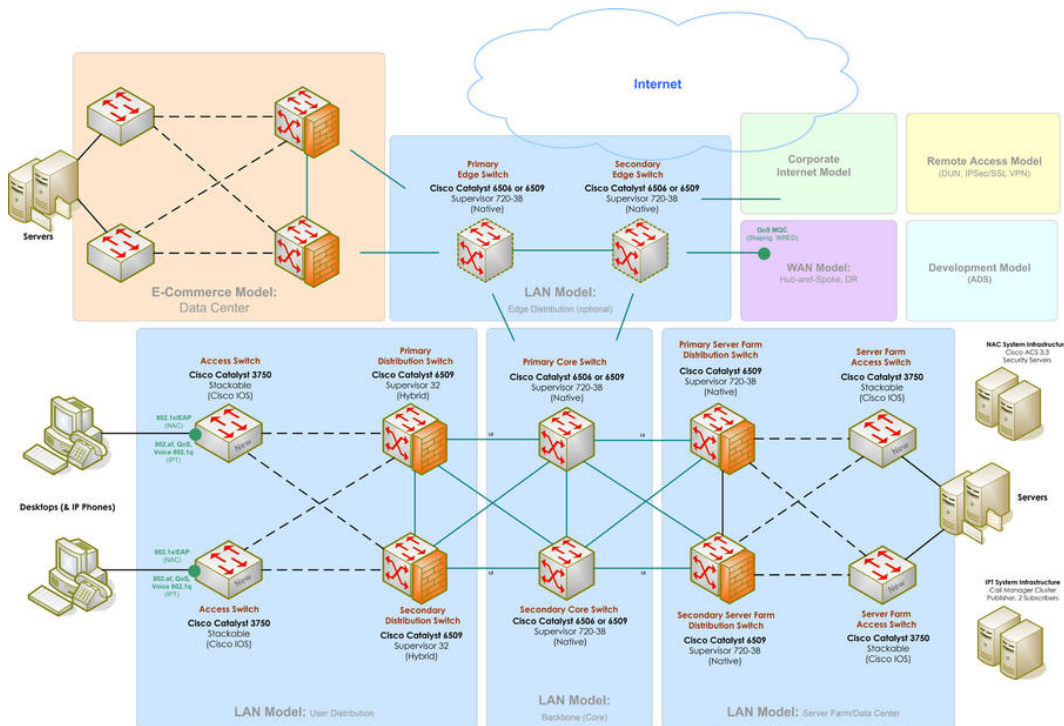 Internet
Servers
E-Commerce Model:
Data Center
Primary
Edge Switch
Cisco Catalyst 6506 or 6509
Supervisor 720-3B
(Native)
Secondary
Edge Switch
Cisco Catalyst 6506 or 6509
Supervisor 720-3B
(Native)
LAN Model:
Edge Distribution (optional)
Corporate
Internet Model
Remote Access Model
(DUN, IPSec/SSL VPN)
QoS MQC
(Shaping, WRED)
WAN Model:
Hub-and-Spoke, DR
Development Model
(ADS)
Access Switch
Cisco Catalyst 3750
Stackable
(Cisco IOS)
Primary
Distribution Switch
Cisco Catalyst 6509
Supervisor 32
(Hybrid)
Primary Core Switch
Cisco Catalyst 6506 or 6509
Supervisor 720-3B
(Native)
Primary Server Farm
Distribution Switch
Cisco Catalyst 6509
Supervisor 720-3B
(Native)
Server Farm
Access Switch
Cisco Catalyst 3750
Stackable
(Cisco IOS)
NAC System Infrastructure
Cisco ACS 3.3
Security Servers
802.1x/EAP
(NAC)
802.af, QoS,
Voice 802.1q
(IPT)
New
New
L3
L3
Desktops (& IP Phones)
Servers
802.1x/EAP
(NAC)
802.af, QoS,
Voice 802.1q
(IPT)
New
New
L3
L3
Access Switch
Cisco Catalyst 3750
Stackable
(Cisco IOS)
Secondary
Distribution Switch
Cisco Catalyst 6509
Supervisor 32
(Hybrid)
Secondary Core Switch
Cisco Catalyst 6506 or 6509
Supervisor 720-3B
(Native)
Secondary Server Farm
Distribution Switch
Cisco Catalyst 6509
Supervisor 720-3B
(Native)
Server Farm
Access Switch
Cisco Catalyst 3750
Stackable
(Cisco IOS)
IPT System Infrastructure
Call Manager Cluster
Publisher, 2 Subscribers
LAN Model: User Distribution
LAN Model:
Backbone (Core)
LAN Model: Server Farm/Data Center